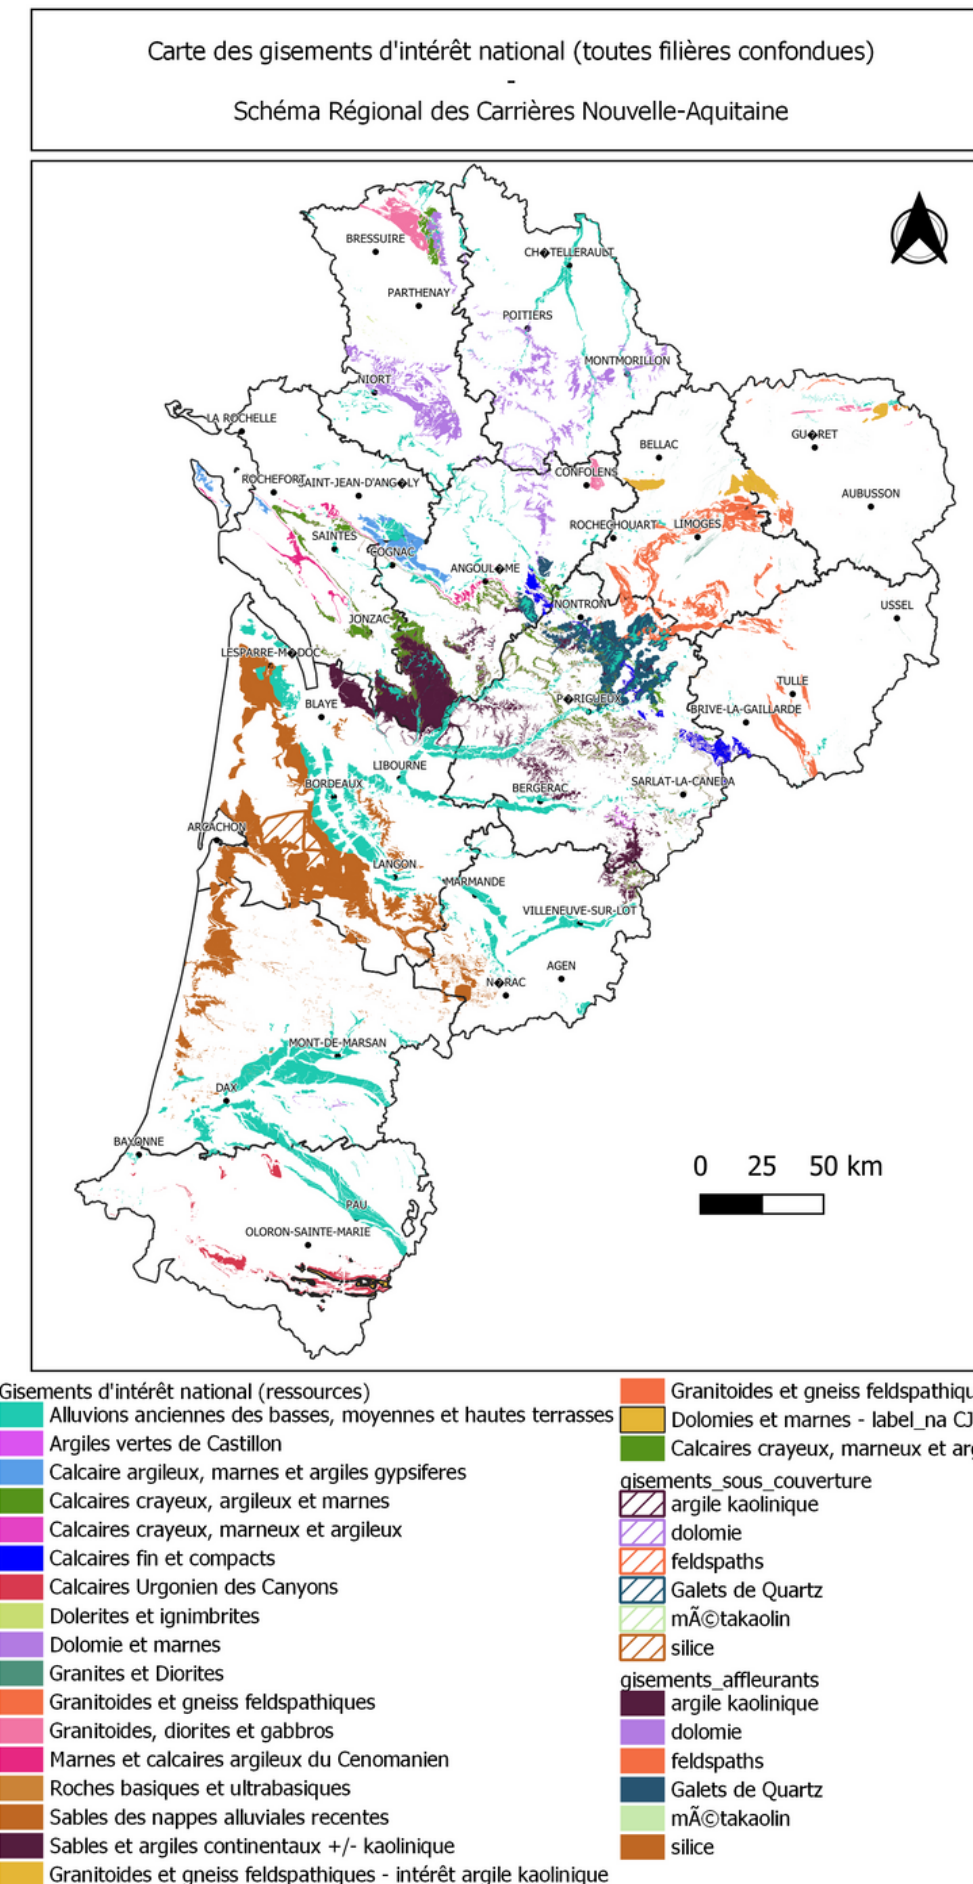 Carte des gisements d'intérêt national (toutes filières confondues)
-
Schéma Régional des Carrières Nouvelle-Aquitaine
BRESSUIRE
CH�TELLERAULT
PARTHENAY
POITIERS
MONTMORILLON
NIORT
LA ROCHELLE
GU�RET
BELLAC
CONFOLENS
ROCHEFORT
SAINT-JEAN-D'ANG�LY
AUBUSSON
ROCHECHOUART
LIMOGES
SAINTES
COGNAC
ANGOUL�ME
NONTRON
USSEL
JONZAC
LESPARRE-M�DOC
TULLE
BLAYE
P�RIGUEUX
BRIVE-LA-GAILLARDE
LIBOURNE
BORDEAUX
BERGERAC
SARLAT-LA-CANEDA
ARCACHON
LANGON
MARMANDE
VILLENEUVE-SUR-LOT
AGEN
N�RAC
MONT-DE-MARSAN
DAX
BAYONNE
0 25 50 km
PAU
OLORON-SAINTE-MARIE
Gisements d'intérêt national (ressources)
Alluvions anciennes des basses, moyennes et hautes terrasses
Argiles vertes de Castillon
Calcaire argileux, marnes et argiles gypsiferes
Calcaires crayeux, argileux et marnes
Calcaires crayeux, marneux et argileux
Calcaires fin et compacts
Calcaires Urgonien des Canyons
Dolerites et ignimbrites
Dolomie et marnes
Granites et Diorites
Granitoides et gneiss feldspathiques
Granitoides, diorites et gabbros
Marnes et calcaires argileux du Cenomanien
Roches basiques et ultrabasiques
Sables des nappes alluviales recentes
Sables et argiles continentaux +/- kaolinique
Granitoides et gneiss feldspathiques - intérêt argile kaolinique
Granitoides et gneiss feldspathiqu
Dolomies et marnes - label_na CJ
Calcaires crayeux, marneux et arg
gisements_sous_couverture
argile kaolinique
dolomie
feldspaths
Galets de Quartz
mÃ©takaolin
silice
gisements_affleurants
argile kaolinique
dolomie
feldspaths
Galets de Quartz
mÃ©takaolin
silice